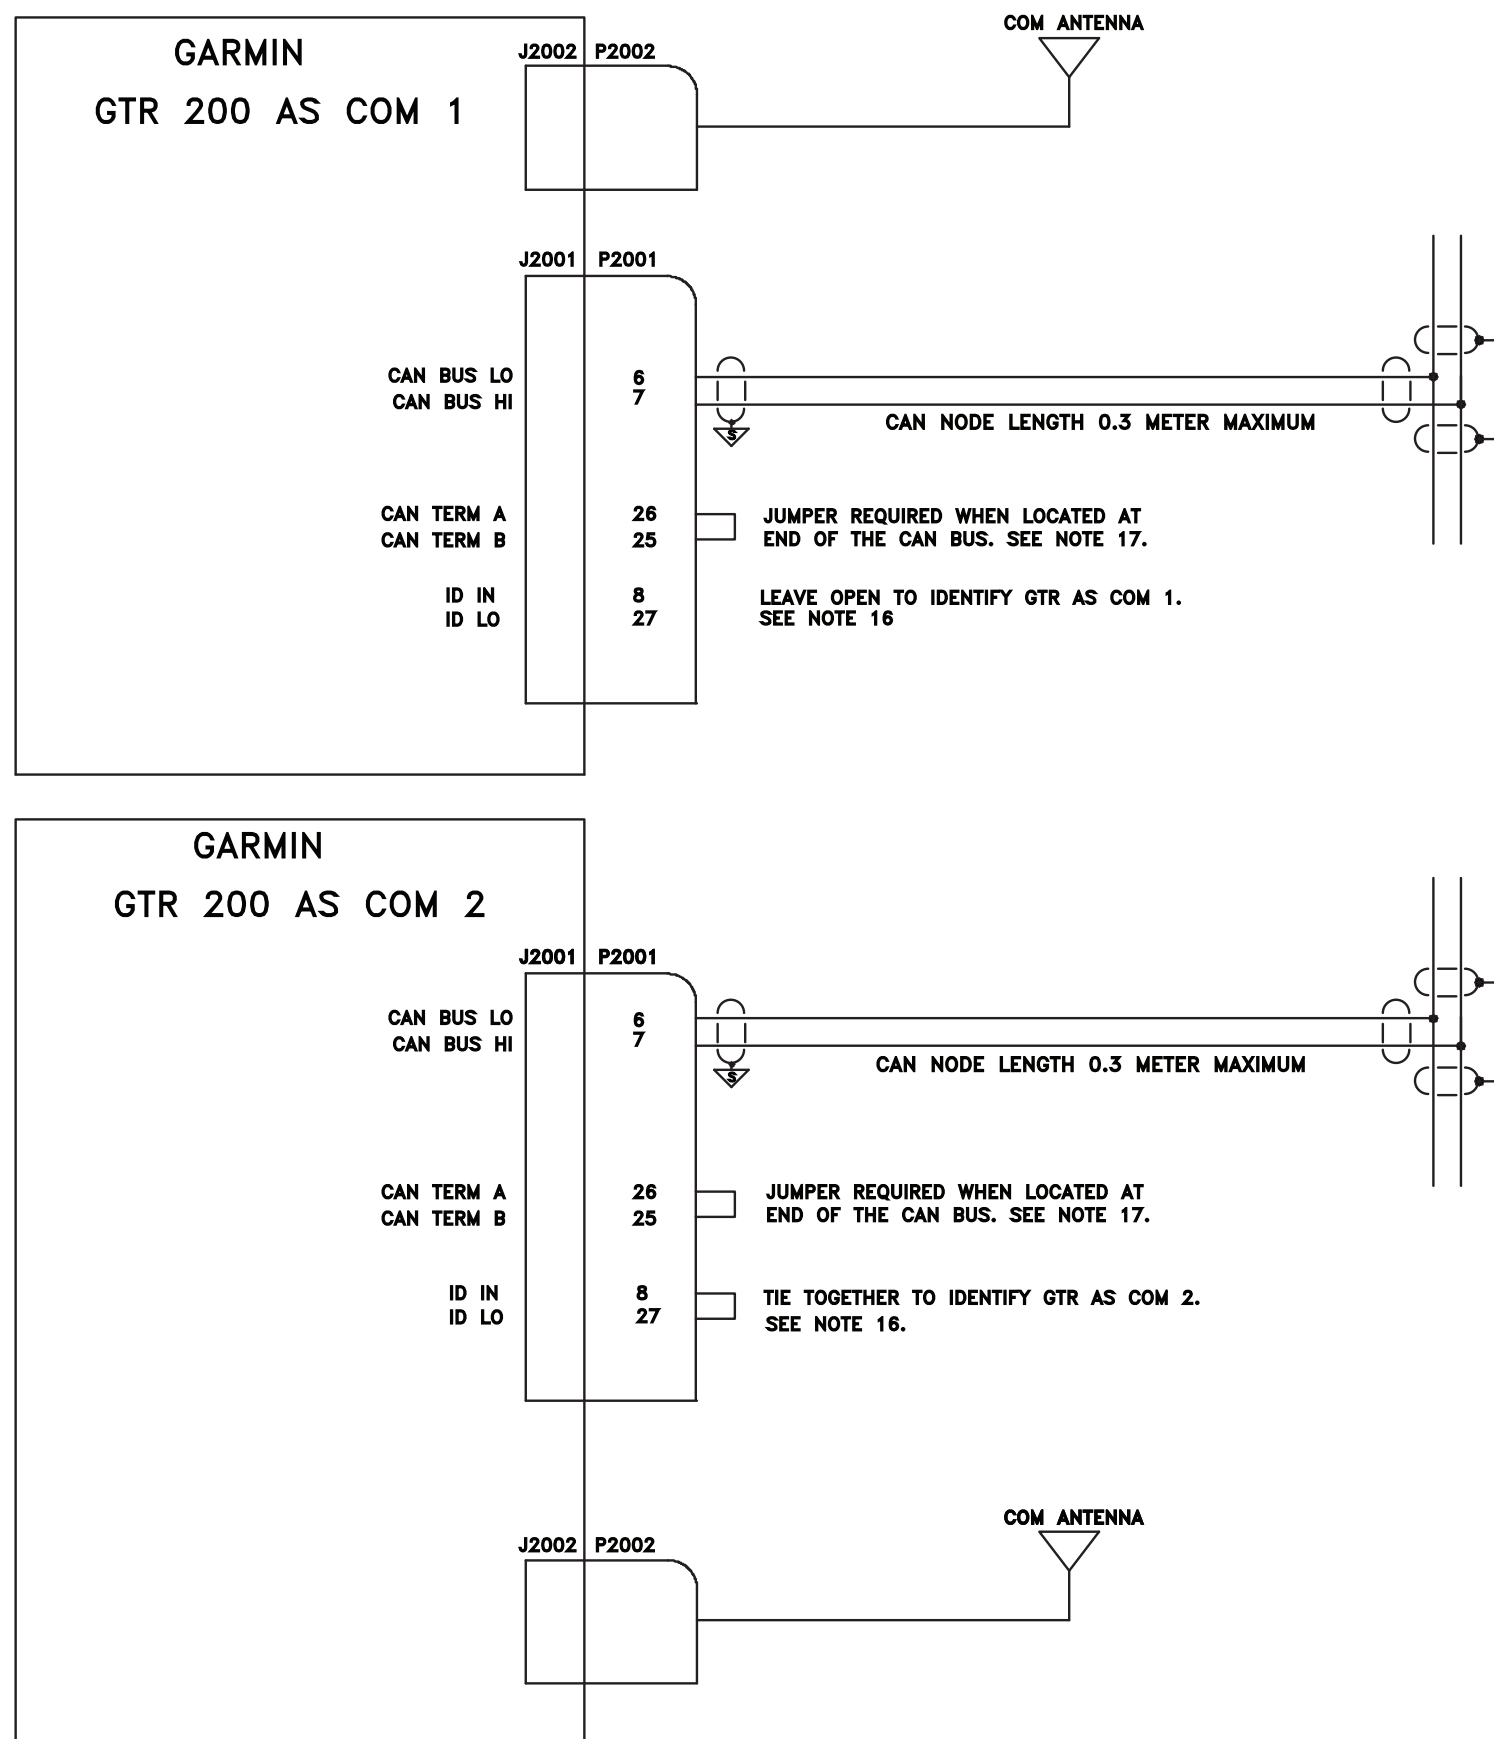 COM ANTENNA
GARMIN
J2002 P2002
GTR 200 AS COM 1
J2001 P2001
CAN BUS LO 6
CAN BUS HI 7
CAN NODE LENGTH 0.3 METER MAXIMUM
S
CAN TERM A 26 JUMPER REQUIRED WHEN LOCATED AT
CAN TERM B 25 END OF THE CAN BUS. SEE NOTE 17.
ID IN 8 LEAVE OPEN TO IDENTIFY GTR AS COM 1.
ID LO 27 SEE NOTE 16
GARMIN
GTR 200 AS COM 2
J2001 P2001
CAN BUS LO 6
CAN BUS HI 7
CAN NODE LENGTH 0.3 METER MAXIMUM
S
CAN TERM A 26 JUMPER REQUIRED WHEN LOCATED AT
CAN TERM B 25 END OF THE CAN BUS. SEE NOTE 17.
ID IN 8 TIE TOGETHER TO IDENTIFY GTR AS COM 2.
ID LO 27 SEE NOTE 16.
COM ANTENNA
J2002 P2002